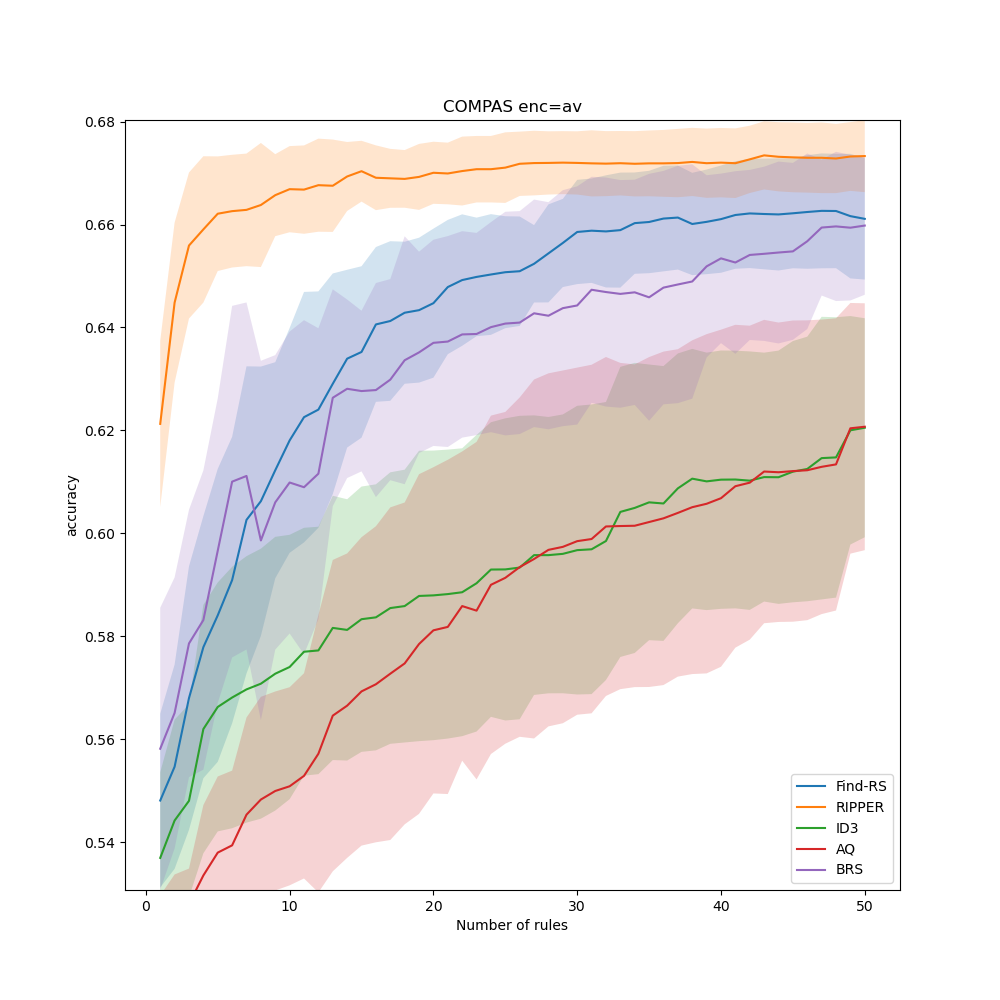 COMPAS enc=av
0.68
0.66
0.64
0.62
0.60
0.58
0.56
0.54
accuracy
0
10
20
30
40
50
Number of rules
Find-RS
RIPPER
ID3
AQ
BRS